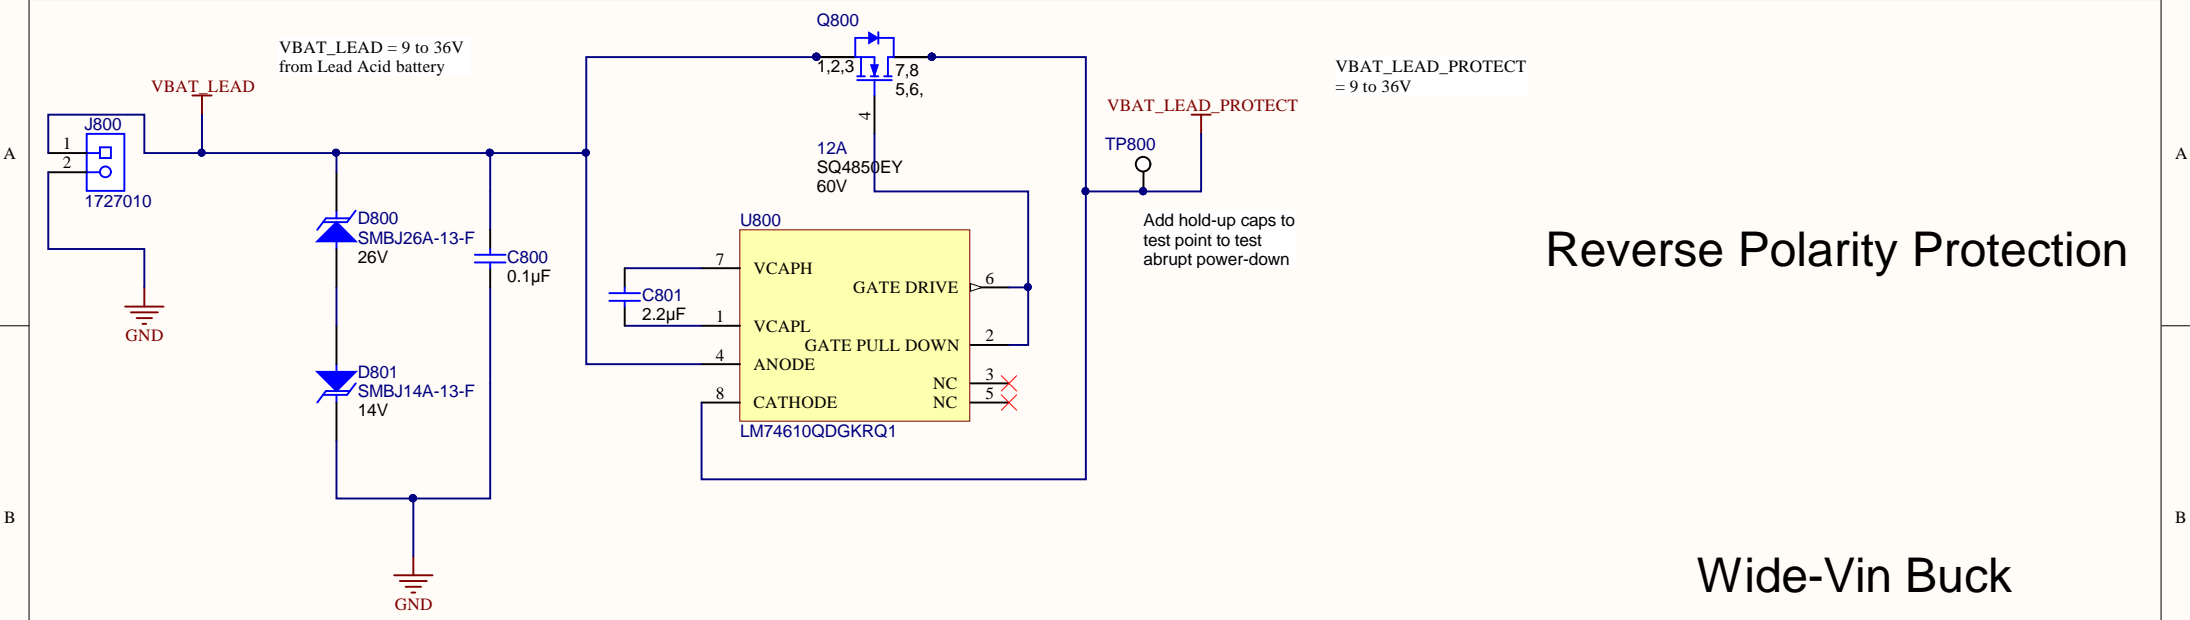 Q800
VBAT_LEAD = 9 to 36V
from Lead Acid battery
VBAT_LEAD
1,2,3
7,8
5,6,
4
VBAT_LEAD_PROTECT
= 9 to 36V
VBAT_LEAD_PROTECT
J800
1
2
1727010
A
A
TP800
12A
SQ4850EY
60V
D800
SMBJ26A-13-F
26V
C800
0.1µF
U800
Add hold-up caps to
test point to test
abrupt power-down
Reverse Polarity Protection
7
VCAPH
GATE DRIVE
6
C801
2.2µF
1
VCAPL
GATE PULL DOWN
2
GND
4
ANODE
8
CATHODE
NC
3
NC
5
LM74610QDGKRQ1
D801
SMBJ14A-13-F
14V
B
B
GND
Wide-Vin Buck